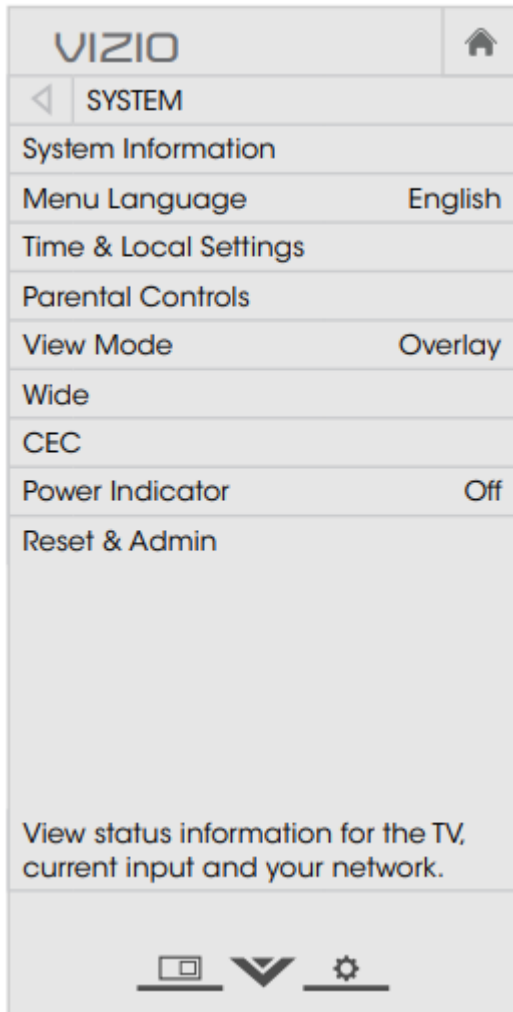 VIZIO
SYSTEM
System Information
Menu Language English
Time & Local Settings
Parental Controls
View Mode Overlay
Wide
CEC
Power Indicator Off
Reset & Admin
View status information for the TV,
current input and your network.